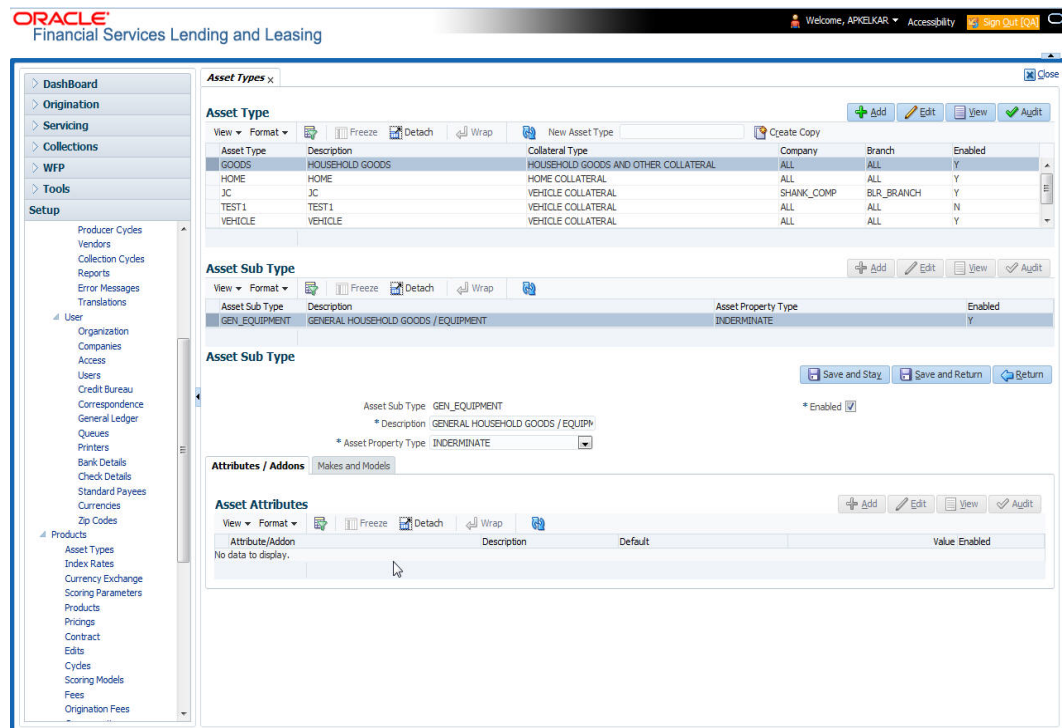 ORACLE
Financial Services Lending and Leasing
Welcome, APKELKAR Accessibility Sign Out [QA]
DashBoard
Origination
Servicing
Collections
WFP
Tools
Setup
Producer Cycles
Vendors
Collection Cycles
Reports
Error Messages
Translations
User
Organization
Companies
Access
Users
Credit Bureau
Correspondence
General Ledger
Queues
Printers
Bank Details
Check Details
Standard Payees
Currencies
Zip Codes
Products
Asset Types
Index Rates
Currency Exchange
Scoring Parameters
Products
Pricings
Contract
Edits
Cycles
Scoring Models
Fees
Origination Fees
Asset Types x Close
Asset Type Add Edit View Audit
View Format Freeze Detach Wrap New Asset Type Create Copy
Asset Type Description Collateral Type Company Branch Enabled
GOODS HOUSEHOLD GOODS HOUSEHOLD GOODS AND OTHER COLLATERAL ALL ALL Y
HOME HOME HOME COLLATERAL ALL ALL Y
JC JC VEHICLE COLLATERAL SHANK_COMP BLR_BRANCH Y
TEST1 TEST1 VEHICLE COLLATERAL ALL ALL N
VEHICLE VEHICLE VEHICLE COLLATERAL ALL ALL Y
Asset Sub Type Add Edit View Audit
View Format Freeze Detach Wrap
Asset Sub Type Description Asset Property Type Enabled
GEN_EQUIPMENT GENERAL HOUSEHOLD GOODS / EQUIPMENT INDERMINATE Y
Asset Sub Type
Save and Stay Save and Return Return
Asset Sub Type GEN_EQUIPMENT * Enabled
* Description GENERAL HOUSEHOLD GOODS / EQUIPM
* Asset Property Type INDERMINATE
Attributes / Addons Makes and Models
Asset Attributes Add Edit View Audit
View Format Freeze Detach Wrap
Attribute/Addon Description Default Value Enabled
No data to display.